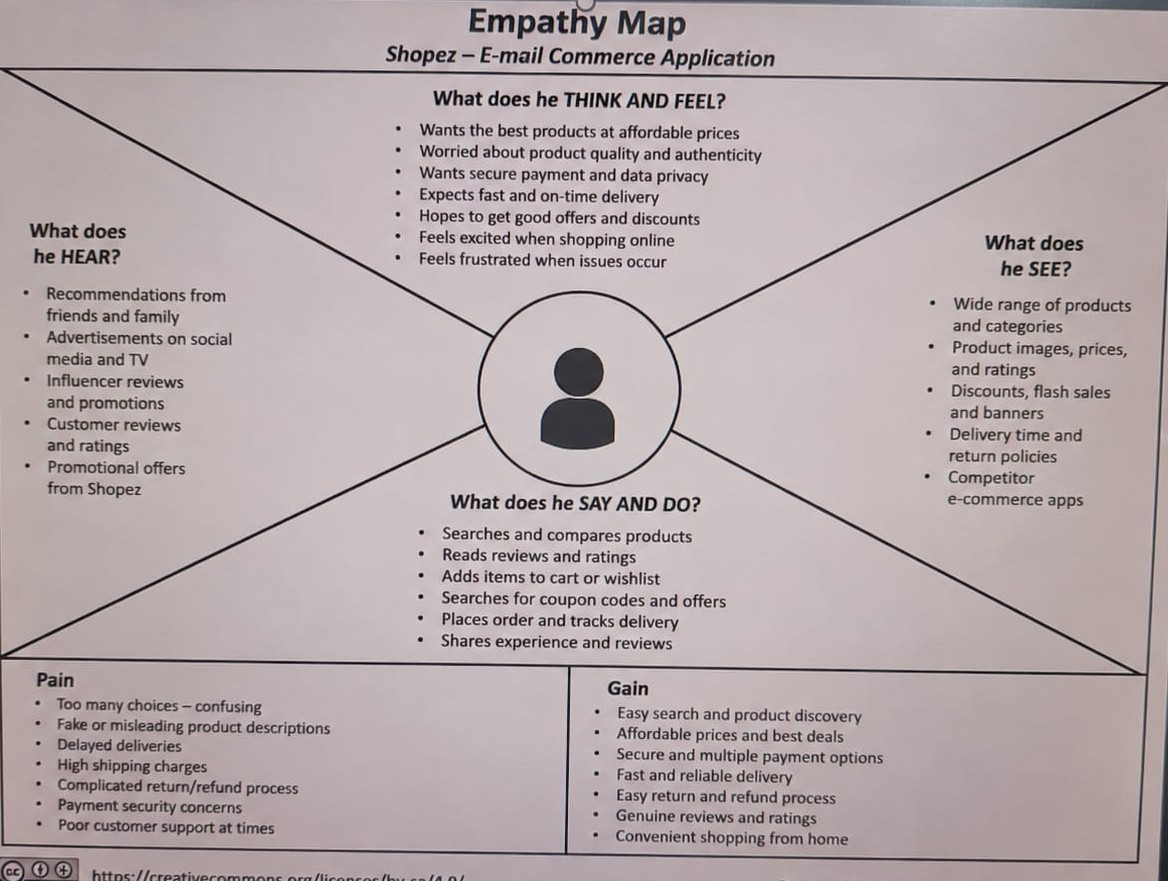 Empathy Map
Shopez – E-mail Commerce Application
What does he THINK AND FEEL?
• Wants the best products at affordable prices
• Worried about product quality and authenticity
• Wants secure payment and data privacy
• Expects fast and on-time delivery
• Hopes to get good offers and discounts
• Feels excited when shopping online
• Feels frustrated when issues occur
What does
he HEAR?
• Recommendations from
friends and family
• Advertisements on social
media and TV
• Influencer reviews
and promotions
• Customer reviews
and ratings
• Promotional offers
from Shopez
What does
he SEE?
• Wide range of products
and categories
• Product images, prices,
and ratings
• Discounts, flash sales
and banners
• Delivery time and
return policies
• Competitor
e-commerce apps
What does he SAY AND DO?
• Searches and compares products
• Reads reviews and ratings
• Adds items to cart or wishlist
• Searches for coupon codes and offers
• Places order and tracks delivery
• Shares experience and reviews
Pain
• Too many choices – confusing
• Fake or misleading product descriptions
• Delayed deliveries
• High shipping charges
• Complicated return/refund process
• Payment security concerns
• Poor customer support at times
Gain
• Easy search and product discovery
• Affordable prices and best deals
• Secure and multiple payment options
• Fast and reliable delivery
• Easy return and refund process
• Genuine reviews and ratings
• Convenient shopping from home
cc
https://creativecommons.org/licenses/by-sa/4.0/